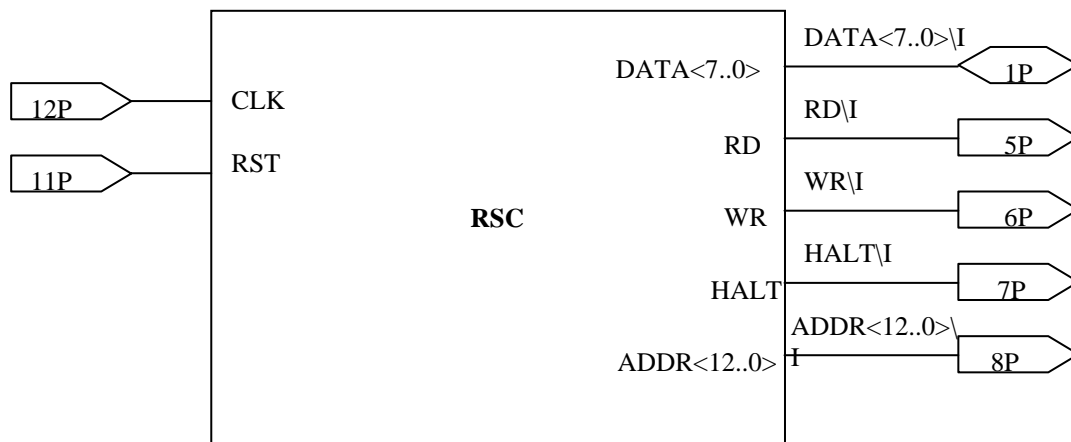 DATA<7..0>\I
DATA<7..0>
1P
12P
CLK
RD\I
RD
5P
11P
RST
WR\I
RSC
WR
6P
HALT\I
HALT
7P
ADDR<12..0>\
I
ADDR<12..0>
8P